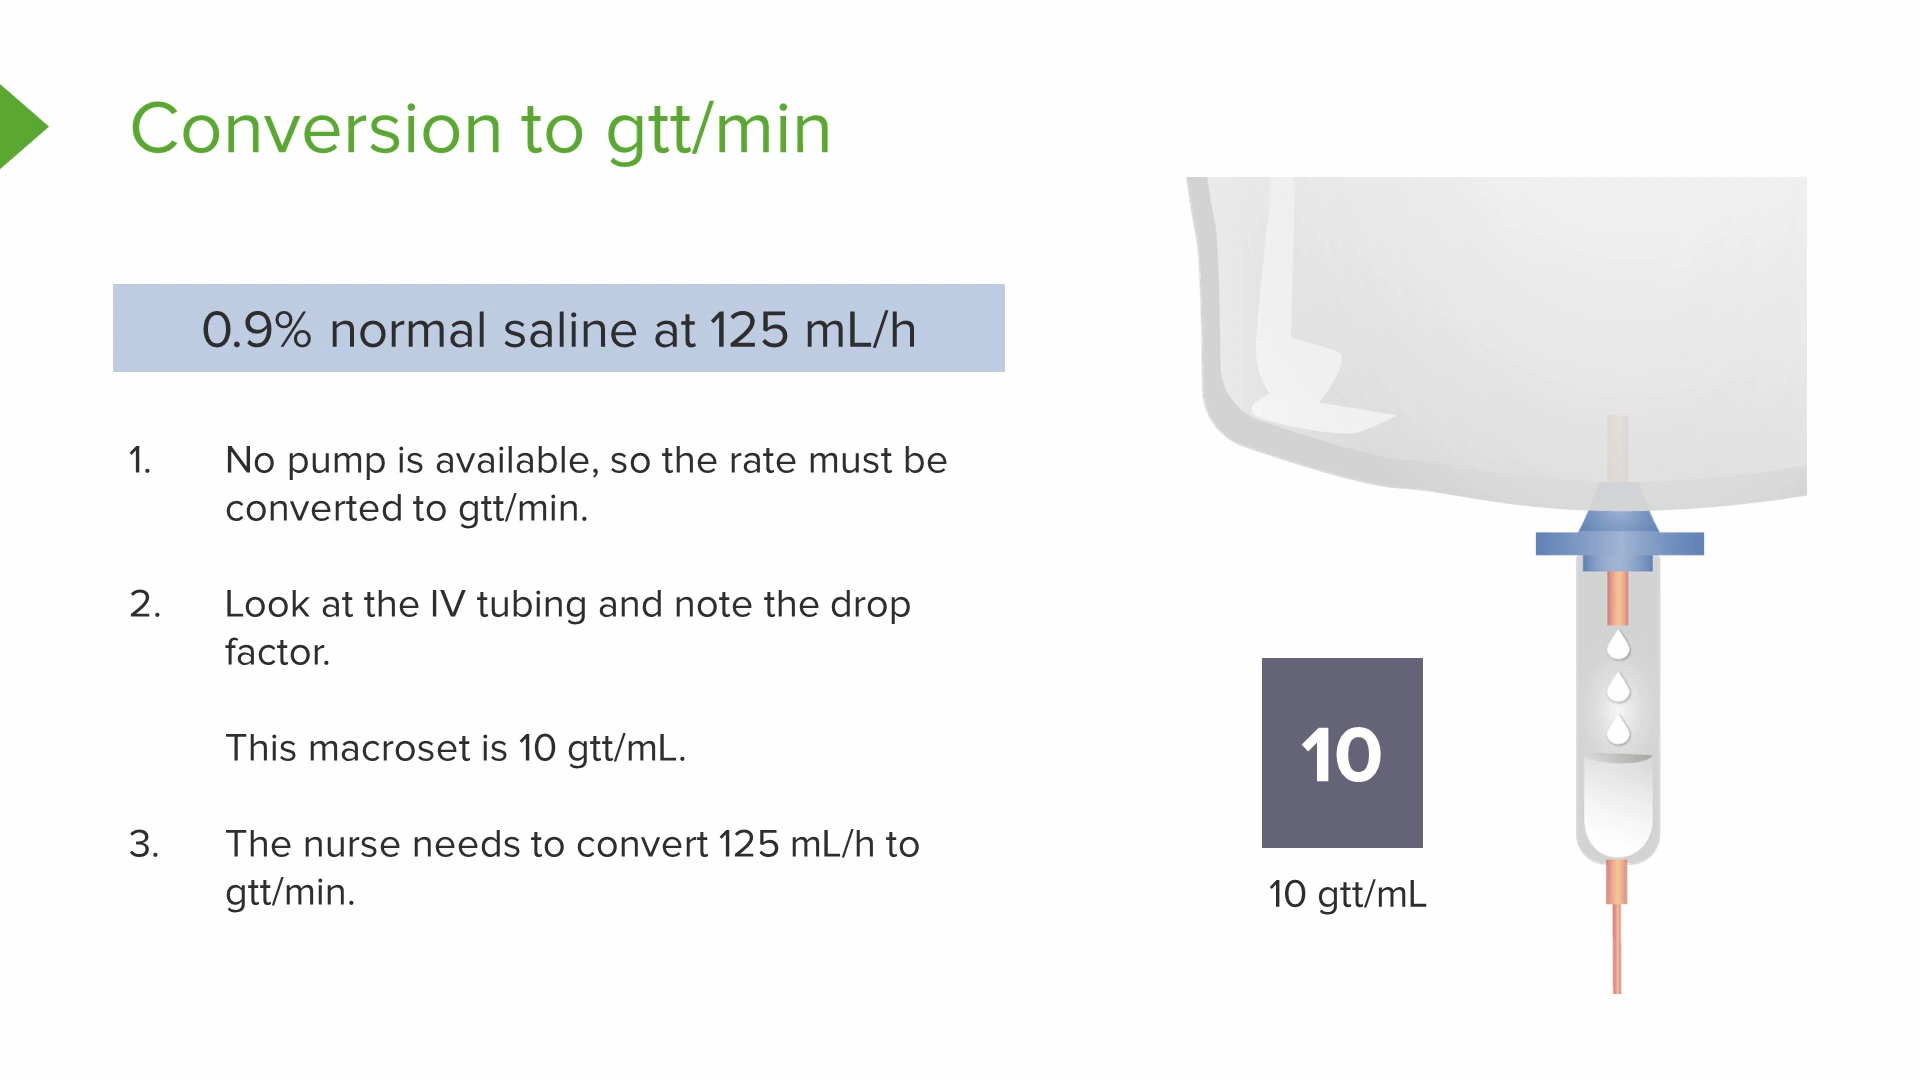 Conversion to gtt/min
0.9% normal saline at 125 mL/h
1. No pump is available, so the rate must be
converted to gtt/min.
2. Look at the IV tubing and note the drop
factor.
This macroset is 10 gtt/mL.
3. The nurse needs to convert 125 mL/h to
gtt/min.
10
10 gtt/mL